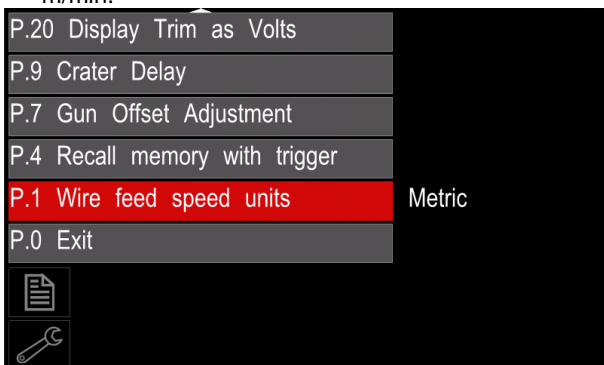 m/min.
P.20 Display Trim as Volts
P.9 Crater Delay
P.7 Gun Offset Adjustment
P.4 Recall memory with trigger
P.1 Wire feed speed units Metric
P.0 Exit